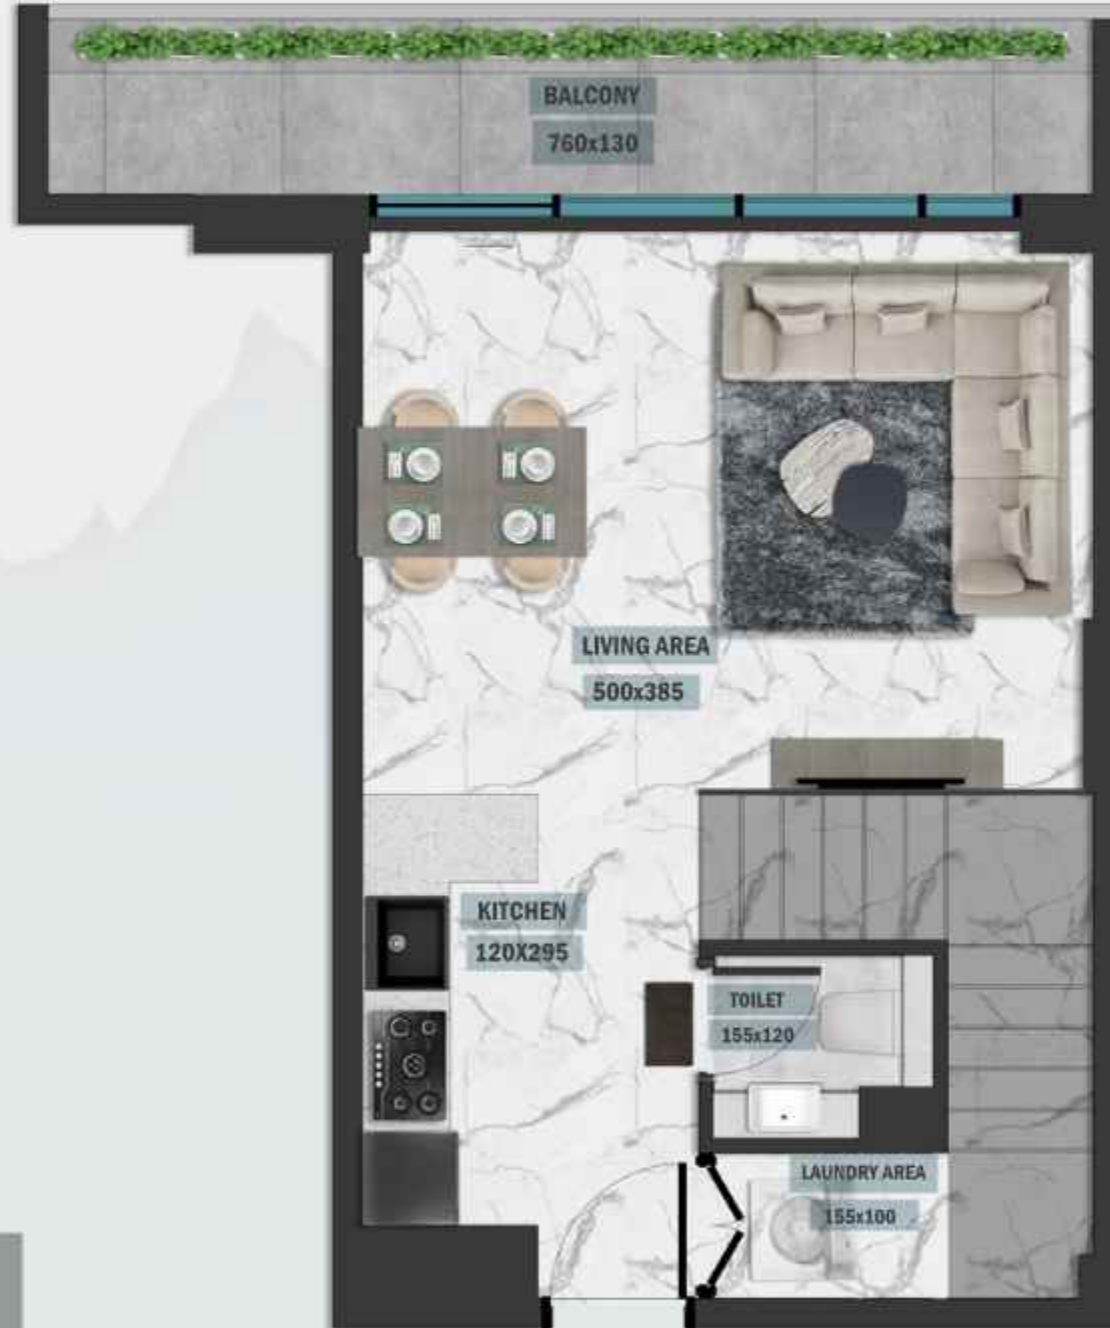 BALCONY
760x130
LIVING AREA
500x385
KITCHEN
120X295
TOILET
155x120
LAUNDRY AREA
155x100